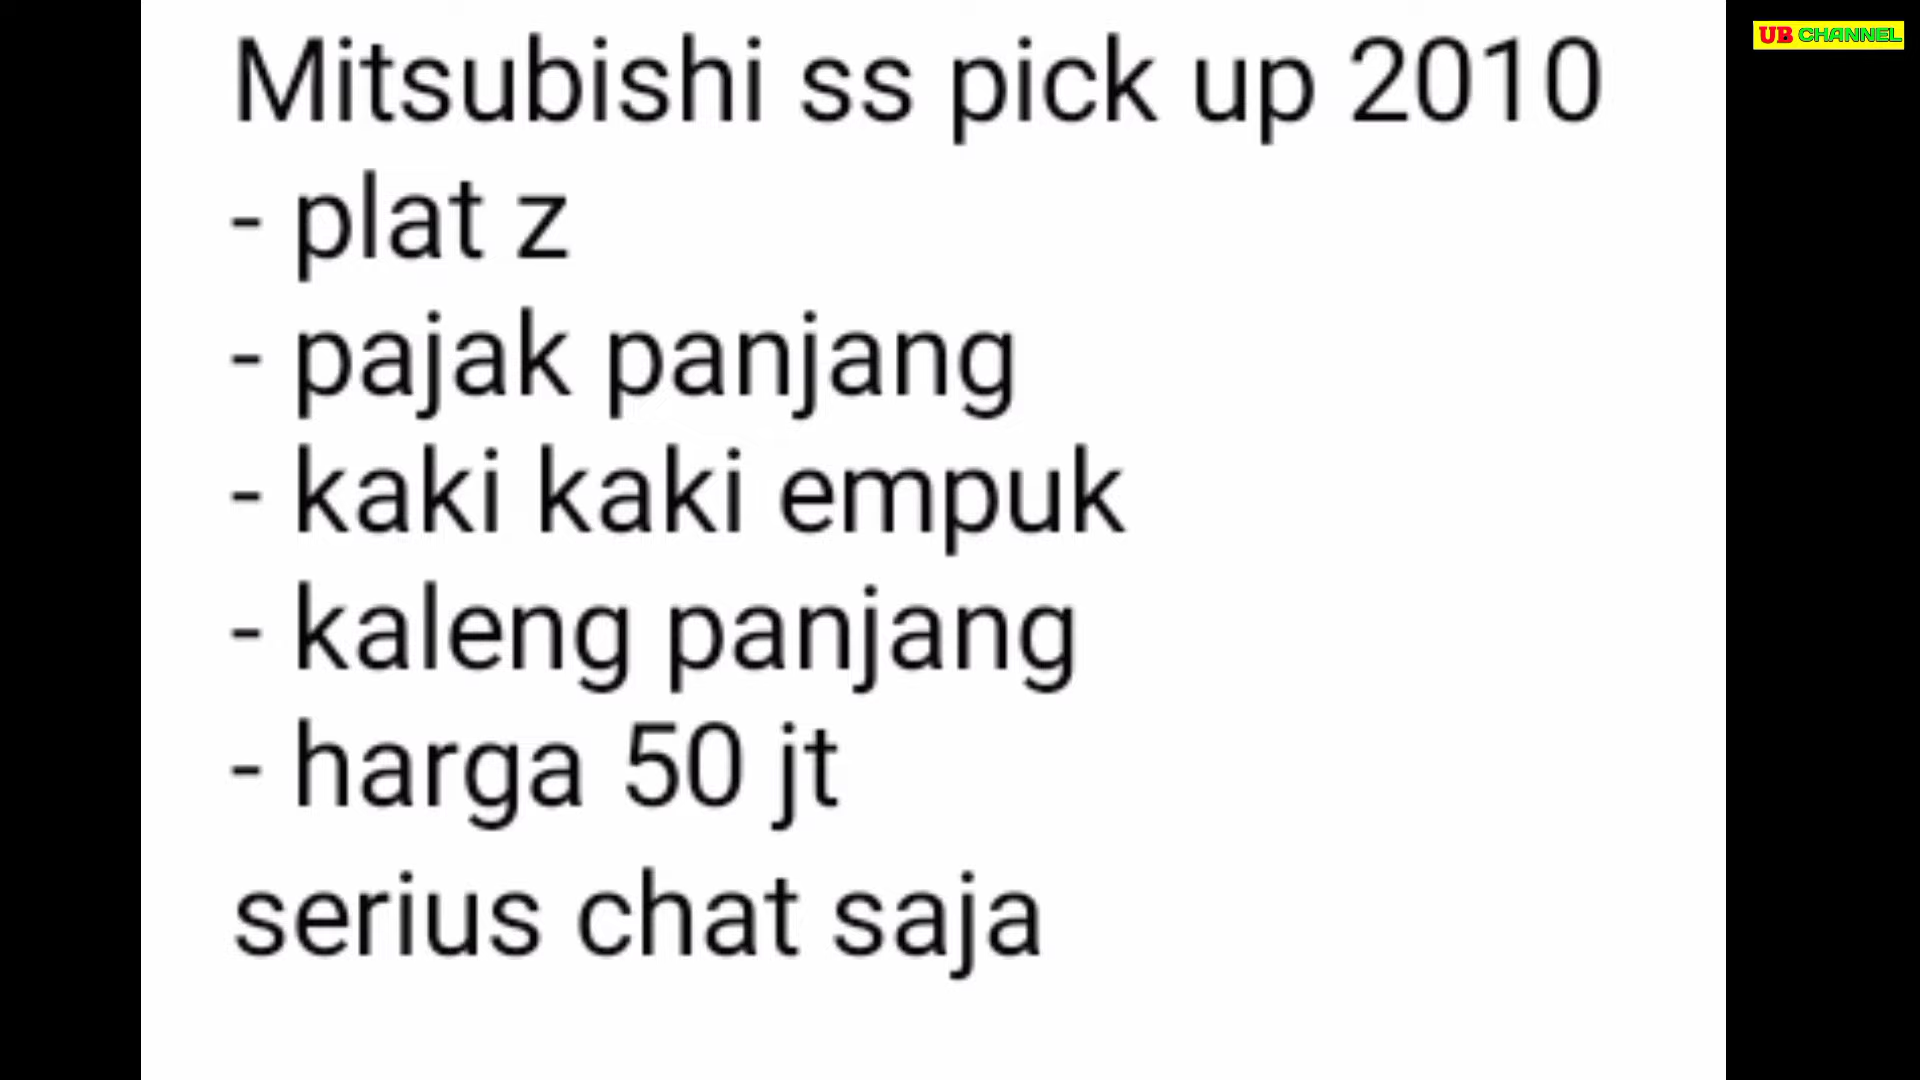 UB CHANNEL
Mitsubishi ss pick up 2010
- plat z
- pajak panjang
- kaki kaki empuk
- kaleng panjang
- harga 50 jt
serius chat saja